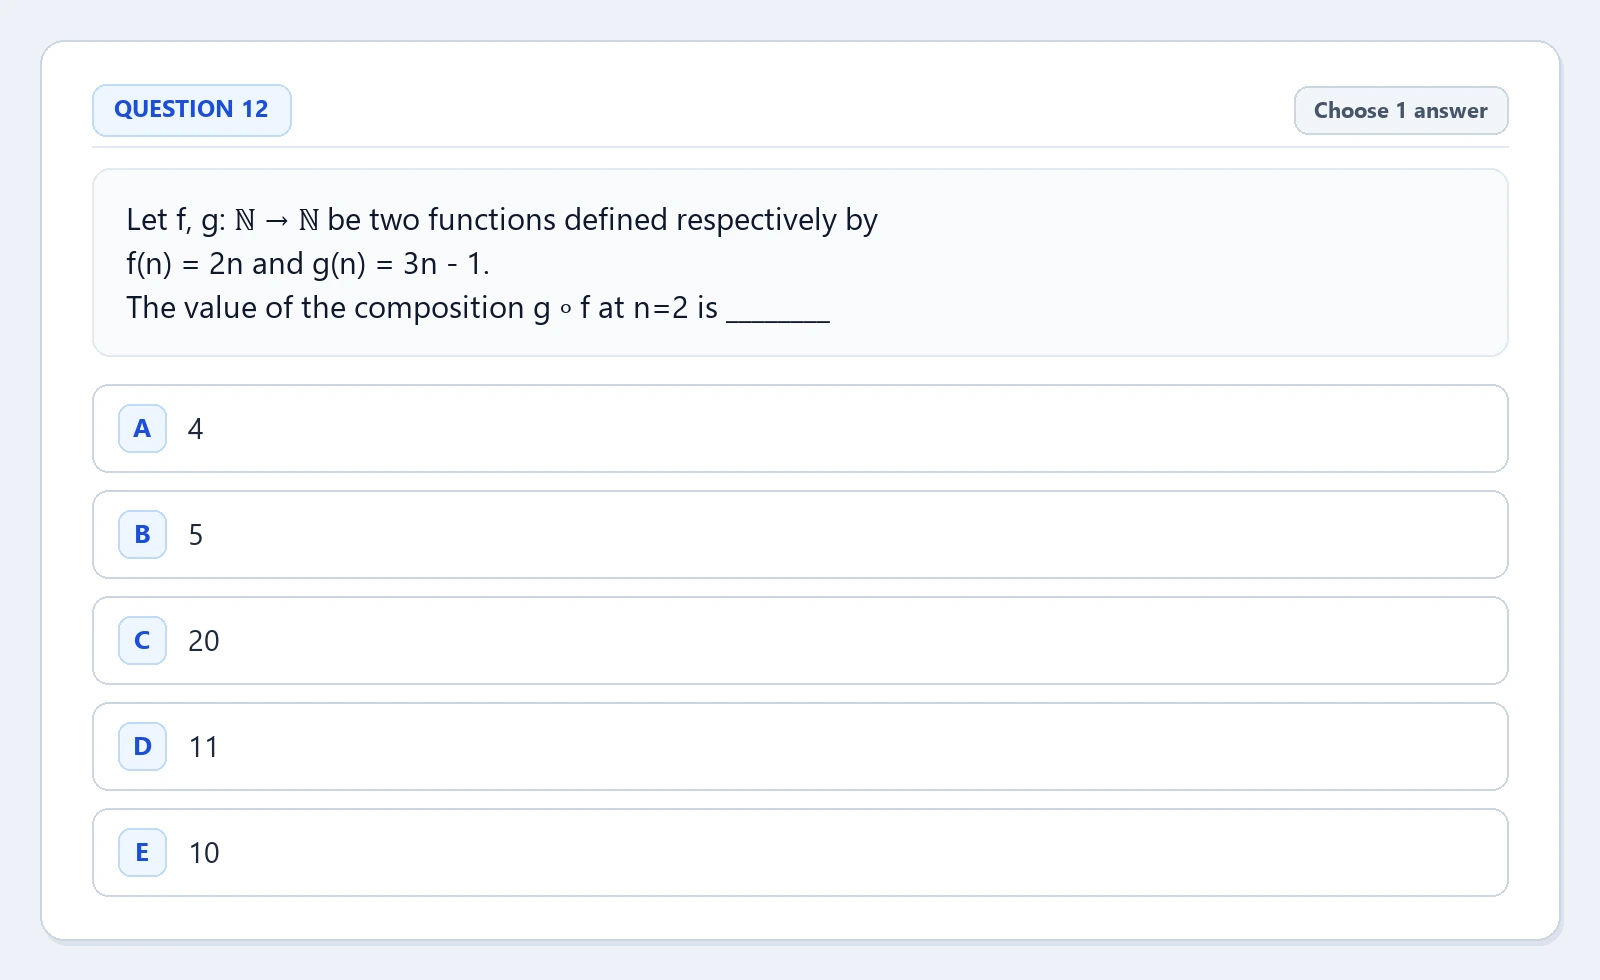 QUESTION 12
Choose 1 answer
Let f, g: ℕ → ℕ be two functions defined respectively by
f(n) = 2n and g(n) = 3n - 1.
The value of the composition g ∘ f at n=2 is ________
A 4
B 5
C 20
D 11
E 10